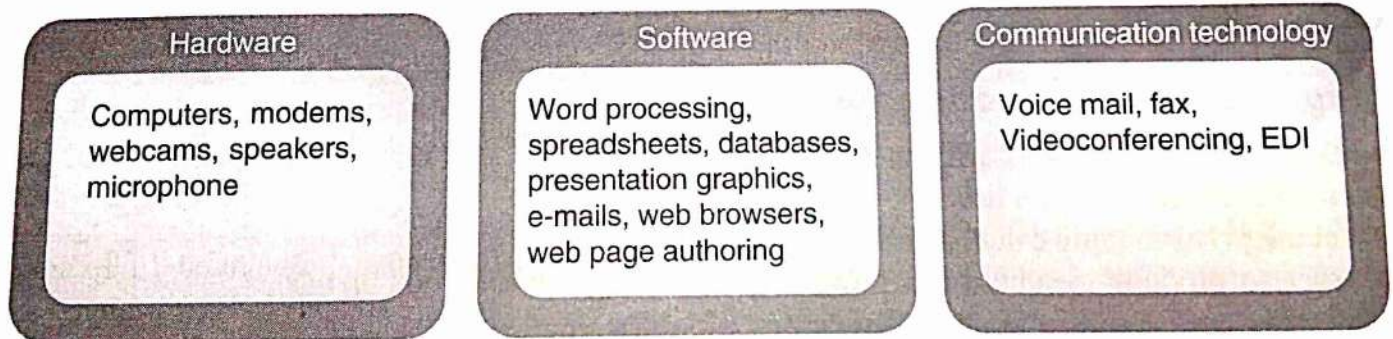 Hardware
Computers, modems,
webcams, speakers,
microphone
Software
Word processing,
spreadsheets, databases,
presentation graphics,
e-mails, web browsers,
web page authoring
Communication technology
Voice mail, fax,
Videoconferencing, EDI